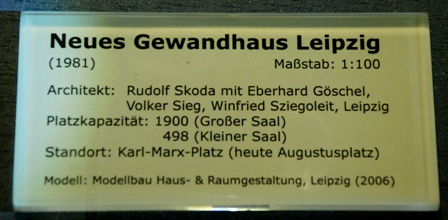 Neues Gewandhaus Leipzig
(1981) Maßstab: 1:100
Architekt: Rudolf Skoda mit Eberhard Göschel,
Volker Sieg, Winfried Sziegoleit, Leipzig
Platzkapazität: 1900 (Großer Saal)
498 (Kleiner Saal)
Standort: Karl-Marx-Platz (heute Augustusplatz)
Modell: Modellbau Haus- & Raumgestaltung, Leipzig (2006)